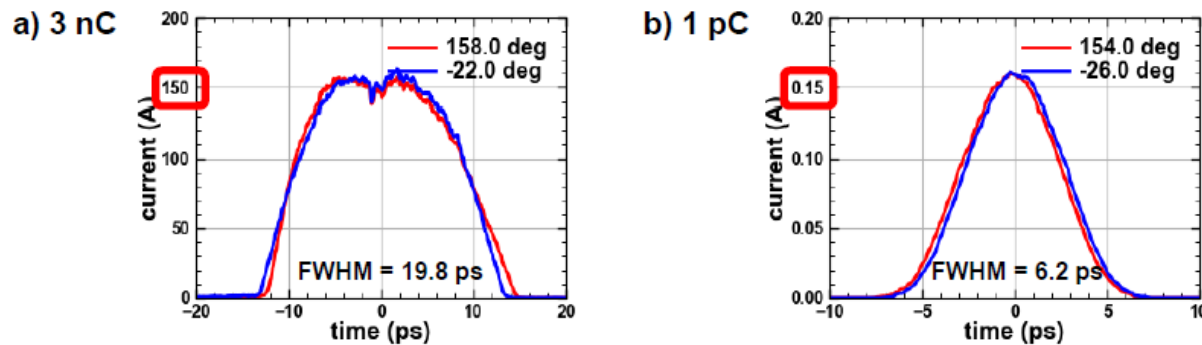 a) 3 nC
200
150
100
50
0
current (A)
158.0 deg
-22.0 deg
FWHM = 19.8 ps
-20
-10
0
10
20
time (ps)
b) 1 pC
0.20
0.15
0.10
0.05
0.00
current (A)
154.0 deg
-26.0 deg
FWHM = 6.2 ps
-10
-5
0
5
10
time (ps)